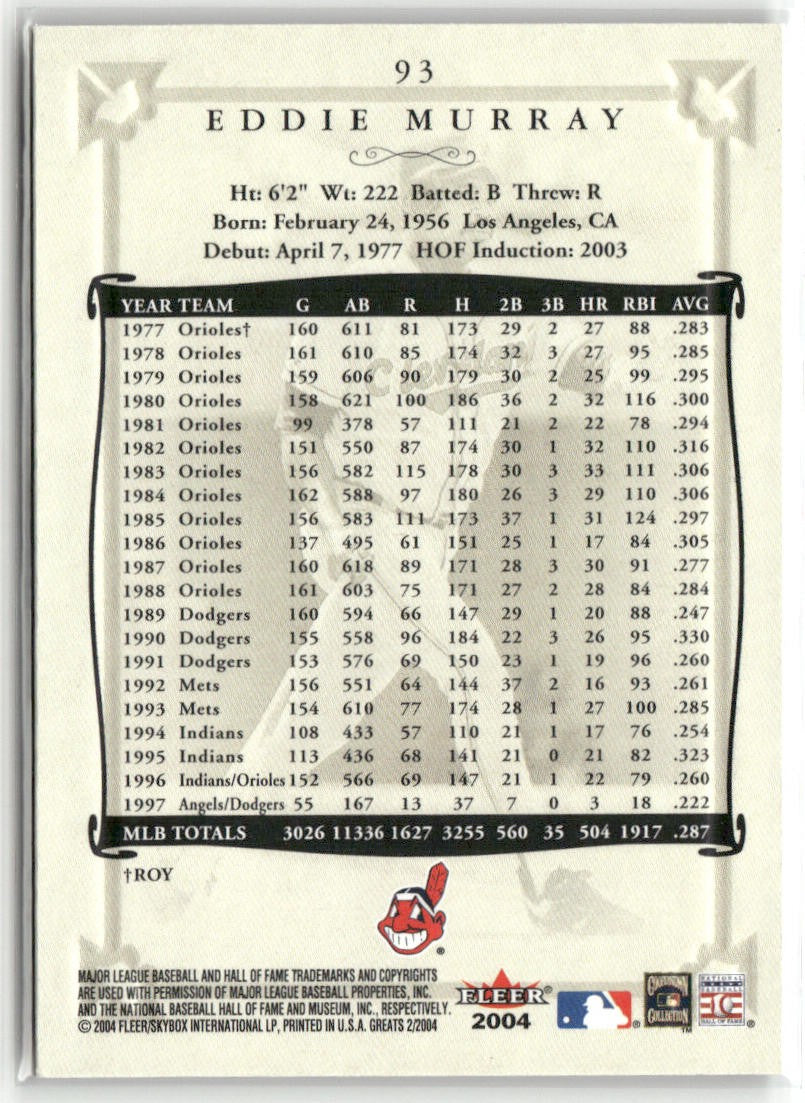 93
EDDIE MURRAY
Ht: 6'2" Wt: 222 Batted: B Threw: R
Born: February 24, 1956 Los Angeles, CA
Debut: April 7, 1977 HOF Induction: 2003
YEAR TEAM G AB R H 2B 3B HR RBI AVG
1977 Orioles† 160 611 81 173 29 2 27 88 .283
1978 Orioles 161 610 85 174 32 3 27 95 .285
1979 Orioles 159 606 90 179 30 2 25 99 .295
1980 Orioles 158 621 100 186 36 2 32 116 .300
1981 Orioles 99 378 57 111 21 2 22 78 .294
1982 Orioles 151 550 87 174 30 1 32 110 .316
1983 Orioles 156 582 115 178 30 3 33 111 .306
1984 Orioles 162 588 97 180 26 3 29 110 .306
1985 Orioles 156 583 111 173 37 1 31 124 .297
1986 Orioles 137 495 61 151 25 1 17 84 .305
1987 Orioles 160 618 89 171 28 3 30 91 .277
1988 Orioles 161 603 75 171 27 2 28 84 .284
1989 Dodgers 160 594 66 147 29 1 20 88 .247
1990 Dodgers 155 558 96 184 22 3 26 95 .330
1991 Dodgers 153 576 69 150 23 1 19 96 .260
1992 Mets 156 551 64 144 37 2 16 93 .261
1993 Mets 154 610 77 174 28 1 27 100 .285
1994 Indians 108 433 57 110 21 1 17 76 .254
1995 Indians 113 436 68 141 21 0 21 82 .323
1996 Indians/Orioles 152 566 69 147 21 1 22 79 .260
1997 Angels/Dodgers 55 167 13 37 7 0 3 18 .222
MLB TOTALS 3026 11336 1627 3255 560 35 504 1917 .287
†ROY
MAJOR LEAGUE BASEBALL AND HALL OF FAME TRADEMARKS AND COPYRIGHTS
ARE USED WITH PERMISSION OF MAJOR LEAGUE BASEBALL PROPERTIES, INC.
AND THE NATIONAL BASEBALL HALL OF FAME AND MUSEUM, INC., RESPECTIVELY.
© 2004 FLEER/SKYBOX INTERNATIONAL LP, PRINTED IN U.S.A. GREATS 2/2004
FLEER®
2004
COOPERSTOWN
COLLECTION
™
NATIONAL
BASEBALL
HALL OF FAME
®